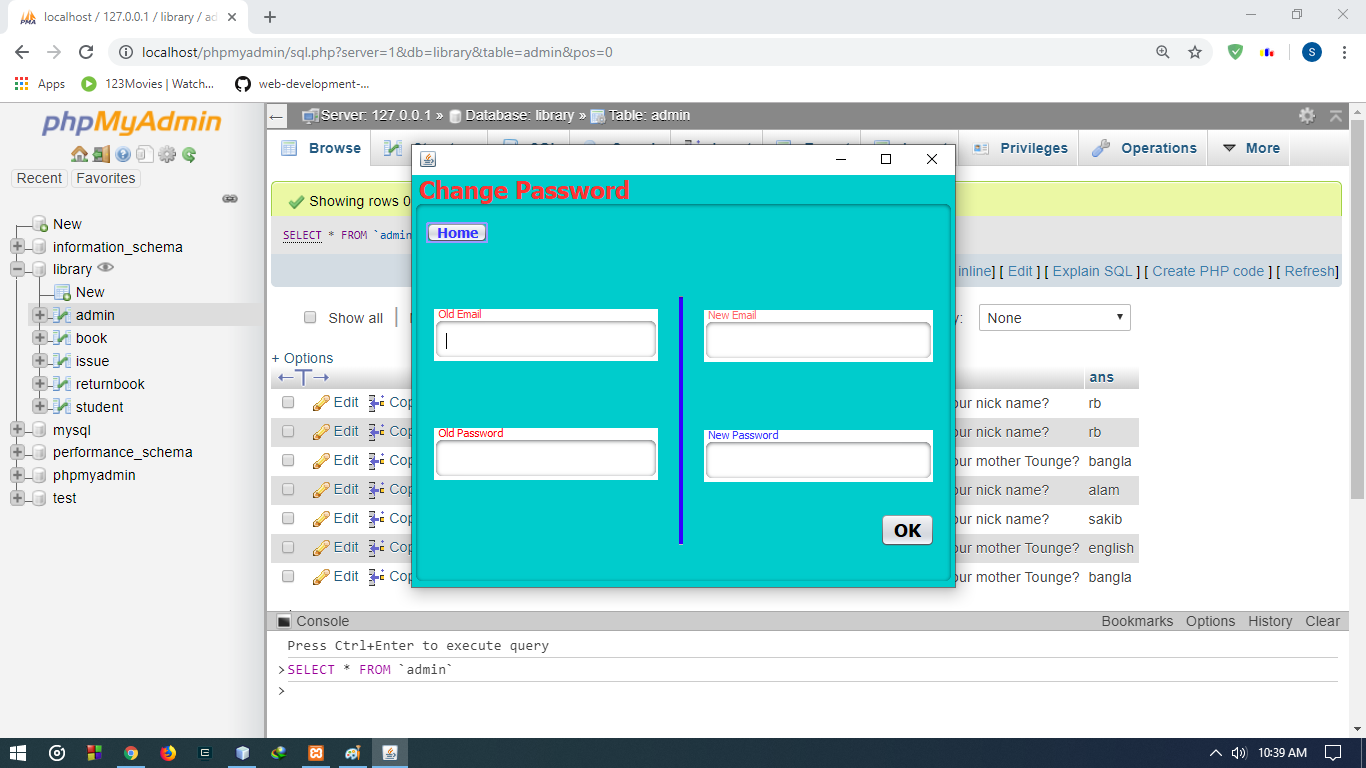 localhost / 127.0.0.1 / library / ad
localhost/phpmyadmin/sql.php?server=1&db=library&table=admin&pos=0
S
Apps
123Movies | Watch...
web-development-...
phpMyAdmin
Recent
Favorites
New
information_schema
library
New
admin
book
issue
returnbook
student
mysql
performance_schema
phpmyadmin
test
Server: 127.0.0.1 » Database: library » Table: admin
Browse
Privileges
Operations
More
Showing rows 0
SELECT * FROM `admin
inline] [ Edit ] [ Explain SQL ] [ Create PHP code ] [ Refresh]
Show all
None
+ Options
ans
Edit Cop our nick name? rb
Edit Cop our nick name? rb
Edit Cop our mother Tounge? bangla
Edit Cop our nick name? alam
Edit Cop our nick name? sakib
Edit Cop our mother Tounge? english
Edit Cop our mother Tounge? bangla
Change Password
Home
Old Email
New Email
Old Password
New Password
OK
Console
Bookmarks Options History Clear
Press Ctrl+Enter to execute query
>SELECT * FROM `admin`
>
10:39 AM